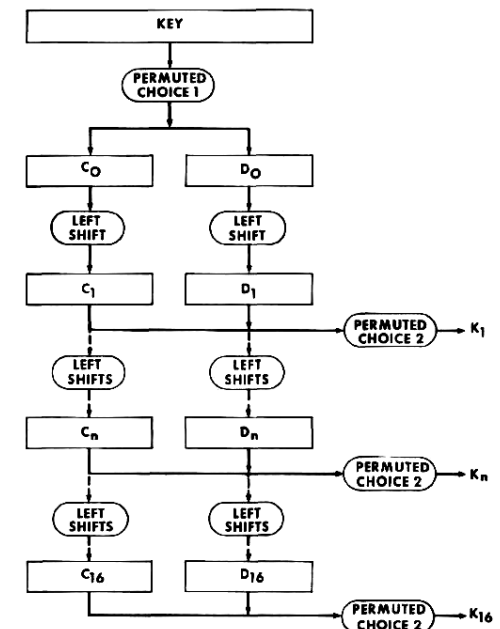 KEY
PERMUTED
CHOICE 1
C0 D0
LEFT LEFT
SHIFT SHIFT
C1 D1
PERMUTED
CHOICE 2
K1
LEFT LEFT
SHIFTS SHIFTS
Cn Dn
PERMUTED
CHOICE 2
Kn
LEFT LEFT
SHIFTS SHIFTS
C16 D16
PERMUTED
CHOICE 2
K16